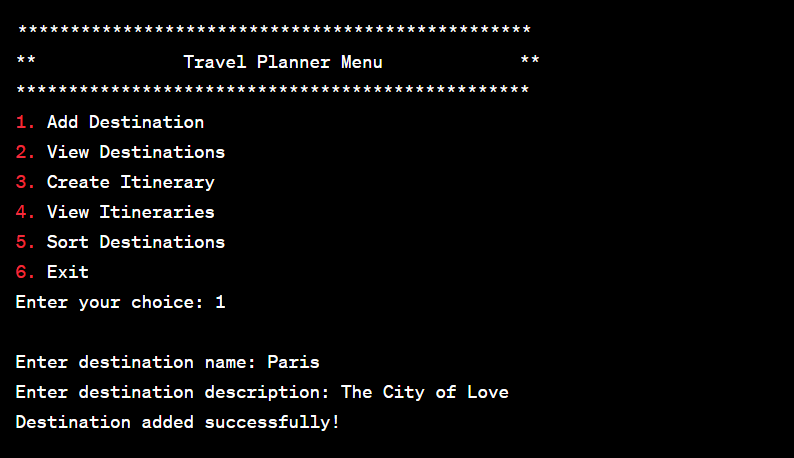 *************************************************
**              Travel Planner Menu             **
*************************************************
1. Add Destination
2. View Destinations
3. Create Itinerary
4. View Itineraries
5. Sort Destinations
6. Exit
Enter your choice: 1
Enter destination name: Paris
Enter destination description: The City of Love
Destination added successfully!